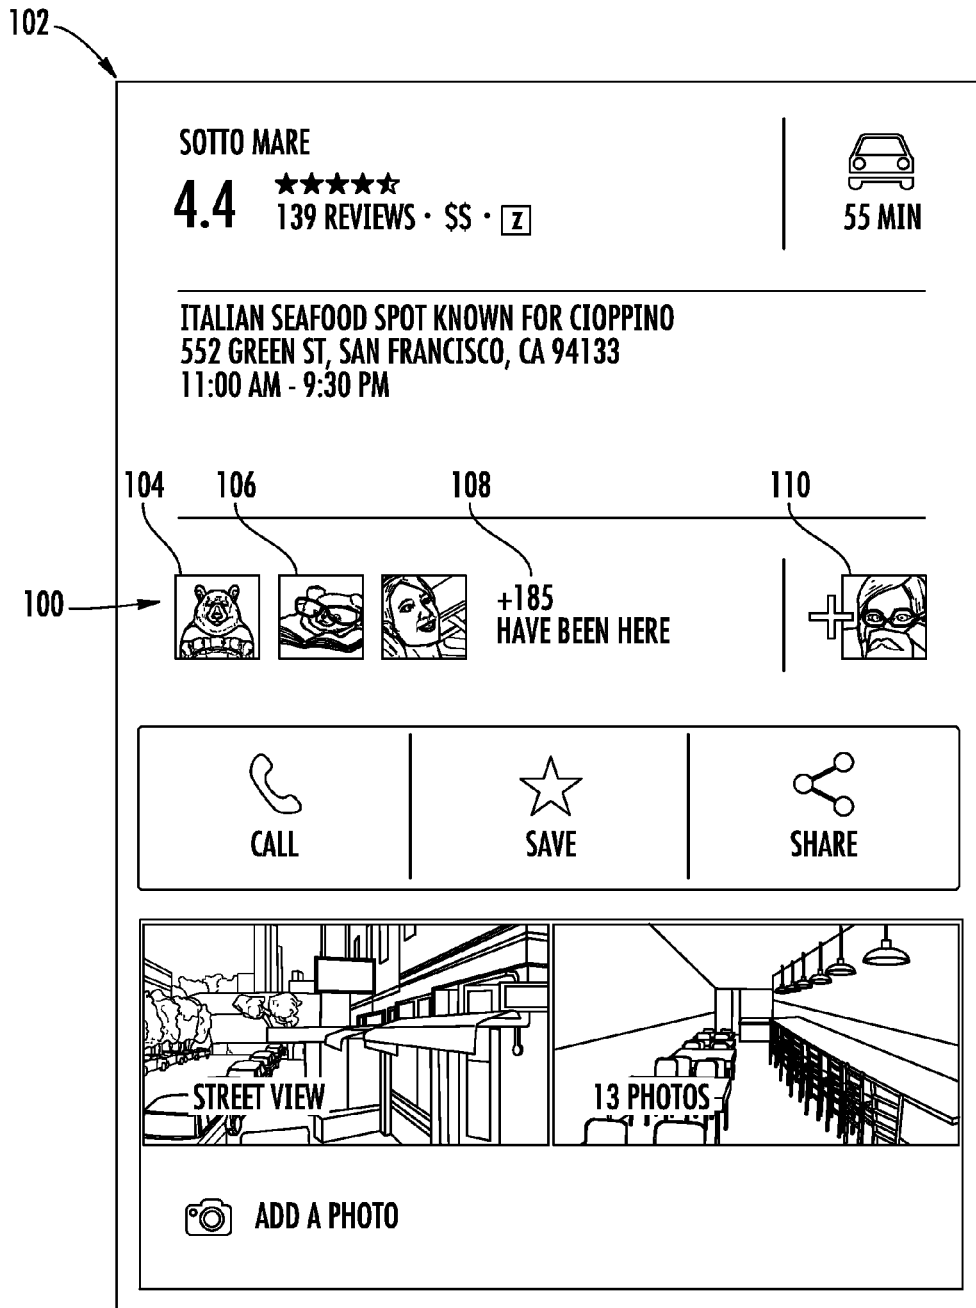 102
SOTTO MARE
4.4
139 REVIEWS · $$ · Z
55 MIN
ITALIAN SEAFOOD SPOT KNOWN FOR CIOPPINO
552 GREEN ST, SAN FRANCISCO, CA 94133
11:00 AM - 9:30 PM
104 106 108 110
100
+185
HAVE BEEN HERE
CALL SAVE SHARE
STREET VIEW 13 PHOTOS
ADD A PHOTO